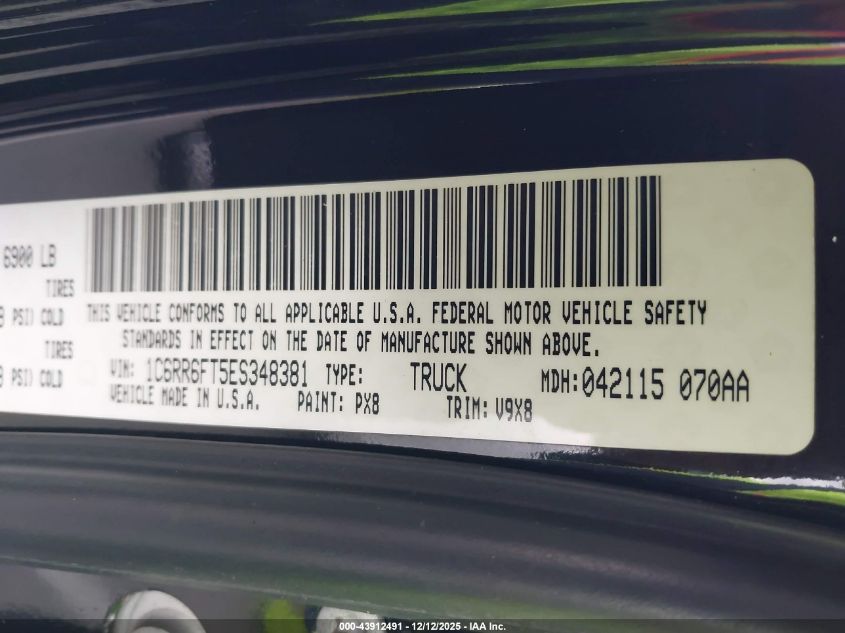 6900 LB
TIRES
PSI) COLD
TIRES
PSI) COLD
THIS VEHICLE CONFORMS TO ALL APPLICABLE U.S.A. FEDERAL MOTOR VEHICLE SAFETY
STANDARDS IN EFFECT ON THE DATE OF MANUFACTURE SHOWN ABOVE.
VIN: 1C6RR6FT5ES348381 TYPE: TRUCK MDH:042115 070AA
VEHICLE MADE IN U.S.A. PAINT: PX8 TRIM: V9X8
000-43912491 - 12/12/2025 - IAA Inc.